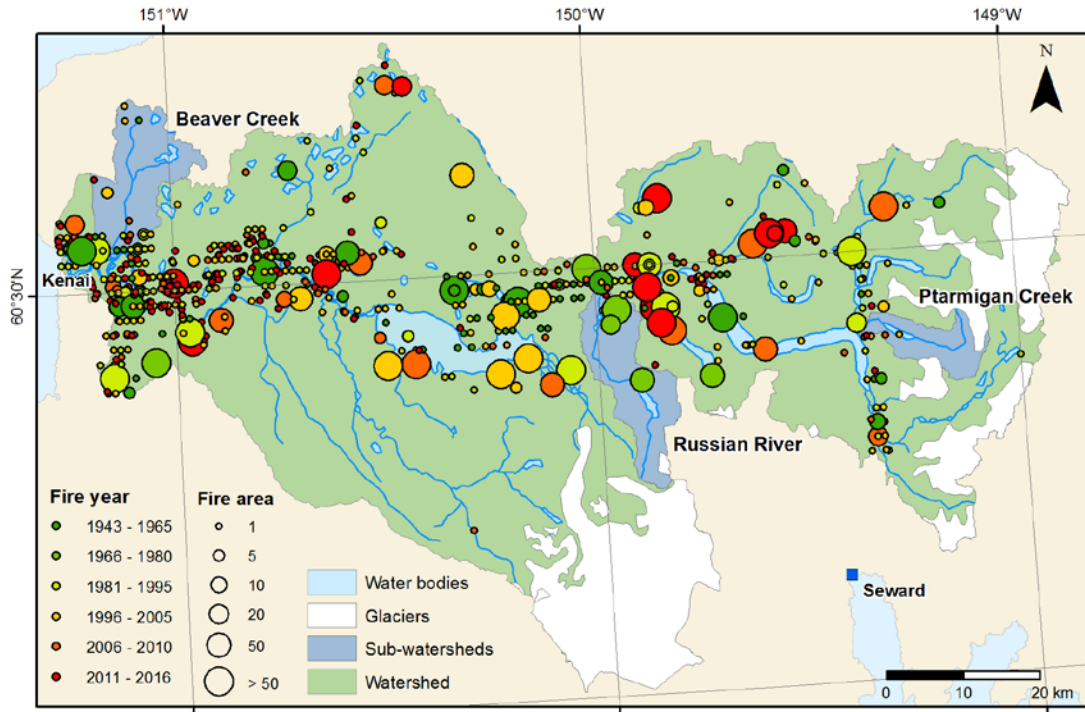 151°W
150°W
149°W
N
Beaver Creek
Kenai
60°30'N
Ptarmigan Creek
Russian River
Fire year
1943 - 1965
1966 - 1980
1981 - 1995
1996 - 2005
2006 - 2010
2011 - 2016
Fire area
1
5
10
20
50
> 50
Water bodies
Glaciers
Sub-watersheds
Watershed
Seward
0 10 20 km